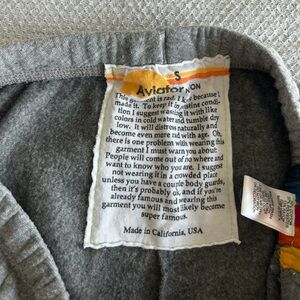 S
Aviator
This garment is rad. I because I
made it. To keep it in condi-
tion I suggest washing it with like
colors in cold water and tumble dry
low. It will distress naturally and
become even more rad with age. Oh,
there is one problem with wearing this
garment I must warn you about:
People will come out of no where and
want to know who you are. I suggest
not wearing it in a crowded place
unless you have a couple body guards,
then it's probably ok, and if you're
already famous and wearing this
garment you will most likely become
super famous.
Made in California, USA